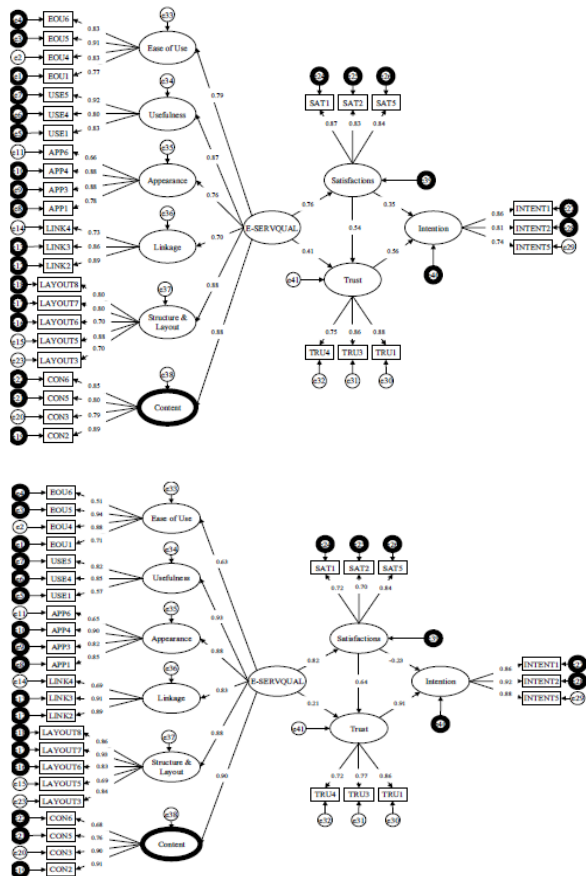 EOU6
EOU5
e2
EOU4
EOU1
USE5
USE4
USE1
e11
APP6
APP4
APP3
APP1
e14
LINK4
LINK3
LINK2
LAYOUT8
LAYOUT7
LAYOUT6
e15
LAYOUT5
e23
LAYOUT3
CON6
CON5
e20
CON3
CON2
0.83
0.91
0.83
0.77
0.92
0.80
0.83
0.66
0.88
0.88
0.78
0.73
0.86
0.89
0.80
0.80
0.70
0.88
0.70
0.85
0.80
0.79
0.89
e33
Ease of Use
e34
Usefulness
e35
Appearance
e36
Linkage
e37
Structure &
Layout
e38
Content
0.79
0.87
0.76
0.70
0.88
0.88
E-SERVQUAL
0.76
0.41
SAT1
SAT2
SAT5
0.87
0.83
0.84
Satisfactions
0.35
0.54
Intention
0.56
e41
Trust
0.86
0.81
0.74
INTENT1
INTENT2
INTENT5
e29
0.75
0.86
0.88
TRU4
TRU3
TRU1
e32
e31
e30
EOU6
EOU5
e2
EOU4
EOU1
USE5
USE4
USE1
e11
APP6
APP4
APP3
APP1
e14
LINK4
LINK3
LINK2
LAYOUT8
LAYOUT7
LAYOUT6
e15
LAYOUT5
e23
LAYOUT3
CON6
CON5
e20
CON3
CON2
0.51
0.94
0.88
0.71
0.82
0.85
0.57
0.65
0.90
0.82
0.85
0.69
0.91
0.89
0.86
0.93
0.83
0.69
0.84
0.68
0.76
0.90
0.91
e33
Ease of Use
e34
Usefulness
e35
Appearance
e36
Linkage
e37
Structure &
Layout
e38
Content
0.63
0.93
0.88
0.83
0.88
0.90
E-SERVQUAL
0.82
0.21
SAT1
SAT2
SAT5
0.72
0.70
0.84
Satisfactions
-0.20
0.64
Intention
0.91
e41
Trust
0.86
0.92
0.88
INTENT1
INTENT2
INTENT5
e29
0.72
0.77
0.86
TRU4
TRU3
TRU1
e32
e31
e30